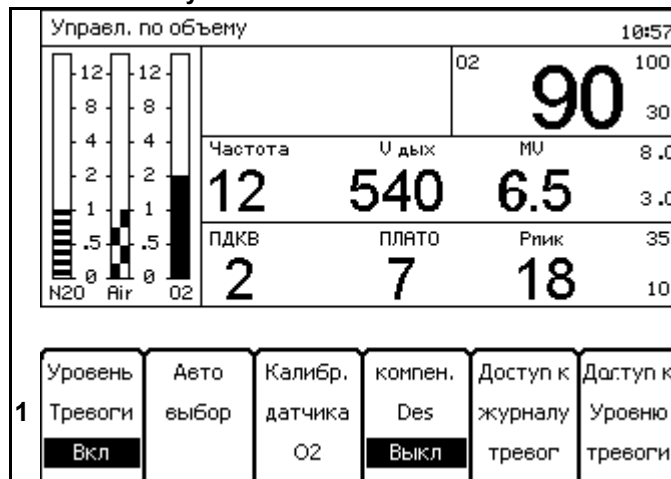 Управл. по объему 10:57
12 12
8 8
4 4
2 2
1 1
.5 .5
0 0
N2O Air O2
O2 90 100 30
Частота V дых MV 8.0
12 540 6.5 3.0
ПДКВ ПЛАТО Рпик 35
2 7 18 10
1
Уровень Тревоги Вкл
Авто выбор
Калибр. датчика O2
компен. Des Выкл
Доступ к журналу тревог
Доступ к Уровню тревоги